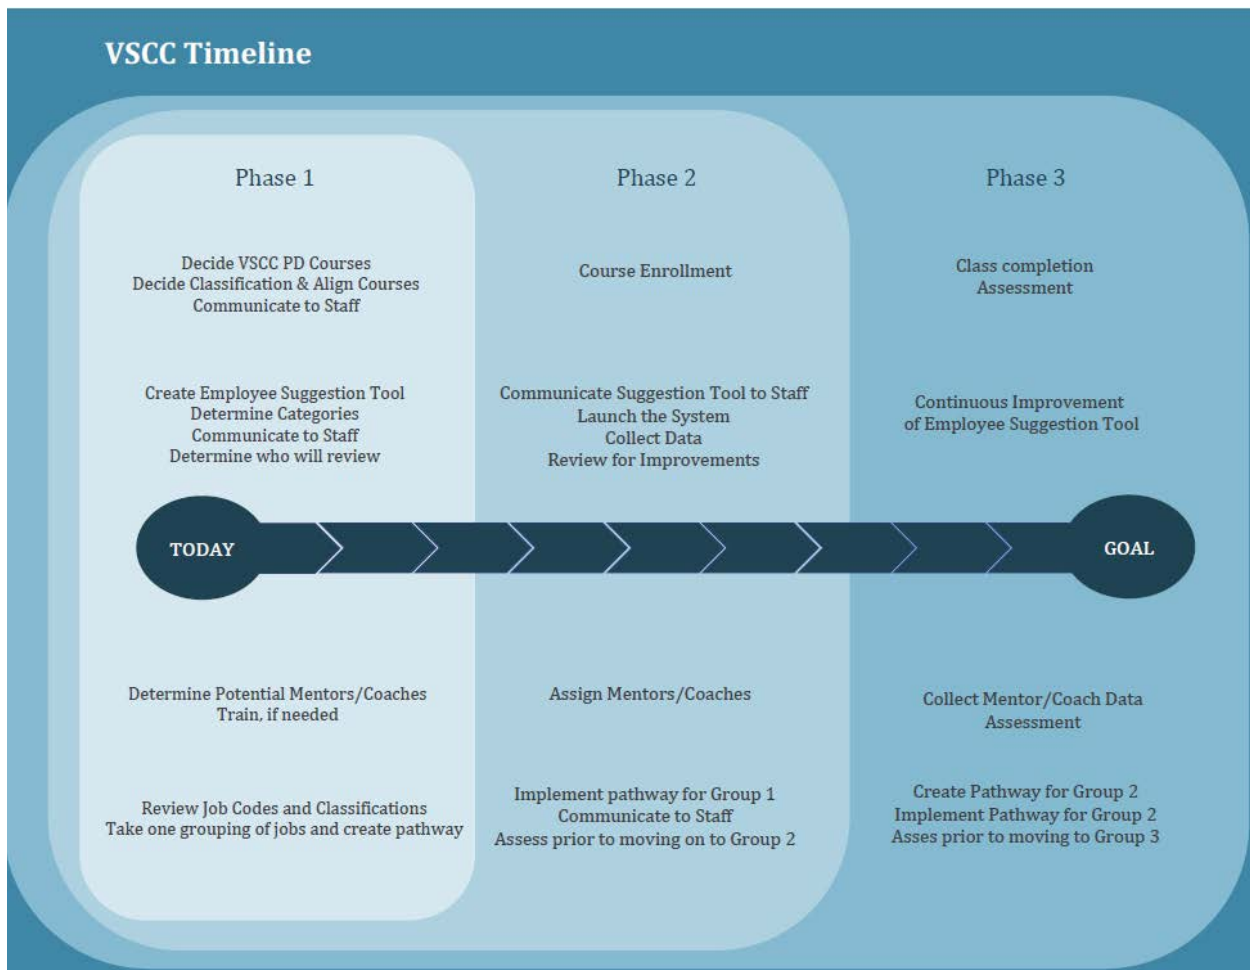 VSCC Timeline
Phase 1
Decide VSCC PD Courses
Decide Classification & Align Courses
Communicate to Staff
Create Employee Suggestion Tool
Determine Categories
Communicate to Staff
Determine who will review
Phase 2
Course Enrollment
Communicate Suggestion Tool to Staff
Launch the System
Collect Data
Review for Improvements
Phase 3
Class completion
Assessment
Continuous Improvement
of Employee Suggestion Tool
TODAY
GOAL
Determine Potential Mentors/Coaches
Train, if needed
Review Job Codes and Classifications
Take one grouping of jobs and create pathway
Assign Mentors/Coaches
Implement pathway for Group 1
Communicate to Staff
Assess prior to moving on to Group 2
Collect Mentor/Coach Data
Assessment
Create Pathway for Group 2
Implement Pathway for Group 2
Asses prior to moving to Group 3